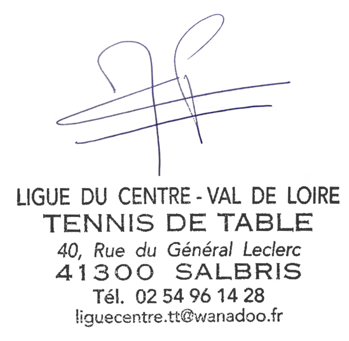 LIGUE DU CENTRE - VAL DE LOIRE
TENNIS DE TABLE
40, Rue du Général Leclerc
41300 SALBRIS
Tél. 02 54 96 14 28
liguecentre.tt@wanadoo.fr